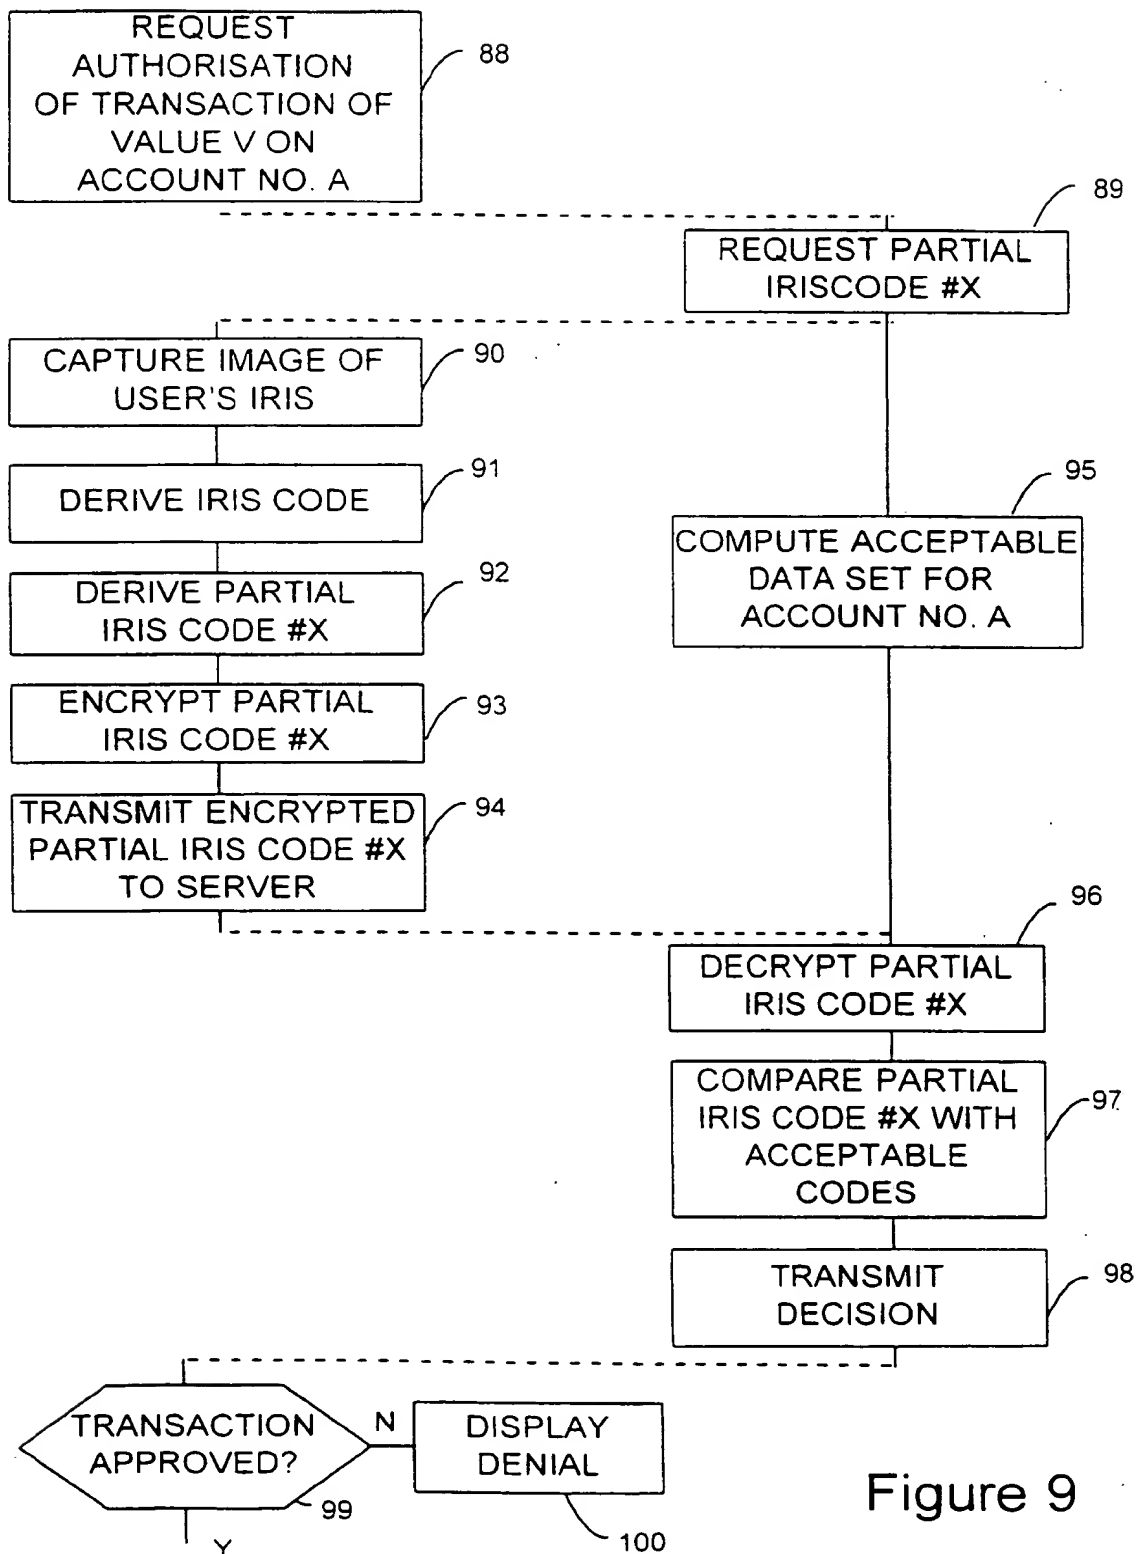 REQUEST
AUTHORISATION
OF TRANSACTION OF
VALUE V ON
ACCOUNT NO. A
88
89
REQUEST PARTIAL
IRISCODE #X
CAPTURE IMAGE OF
USER'S IRIS
90
DERIVE IRIS CODE
91
DERIVE PARTIAL
IRIS CODE #X
92
ENCRYPT PARTIAL
IRIS CODE #X
93
TRANSMIT ENCRYPTED
PARTIAL IRIS CODE #X
TO SERVER
94
95
COMPUTE ACCEPTABLE
DATA SET FOR
ACCOUNT NO. A
96
DECRYPT PARTIAL
IRIS CODE #X
COMPARE PARTIAL
IRIS CODE #X WITH
ACCEPTABLE
CODES
97
TRANSMIT
DECISION
98
TRANSACTION
APPROVED?
99
N
DISPLAY
DENIAL
100
Y
Figure 9